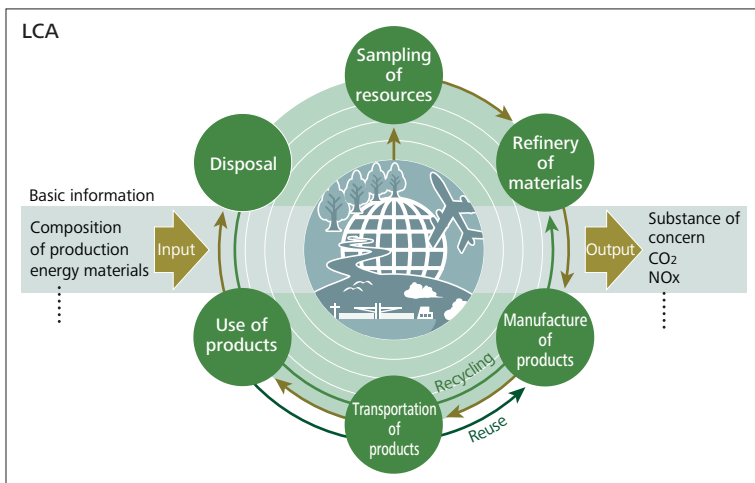 LCA
Sampling
of
resources
Refinery
of
materials
Disposal
Basic information
Composition
of production
energy materials
Input
Output
Substance of
concern
CO₂
NOx
Use of
products
Manufacture
of
products
Recycling
Transportation
of
products
Reuse